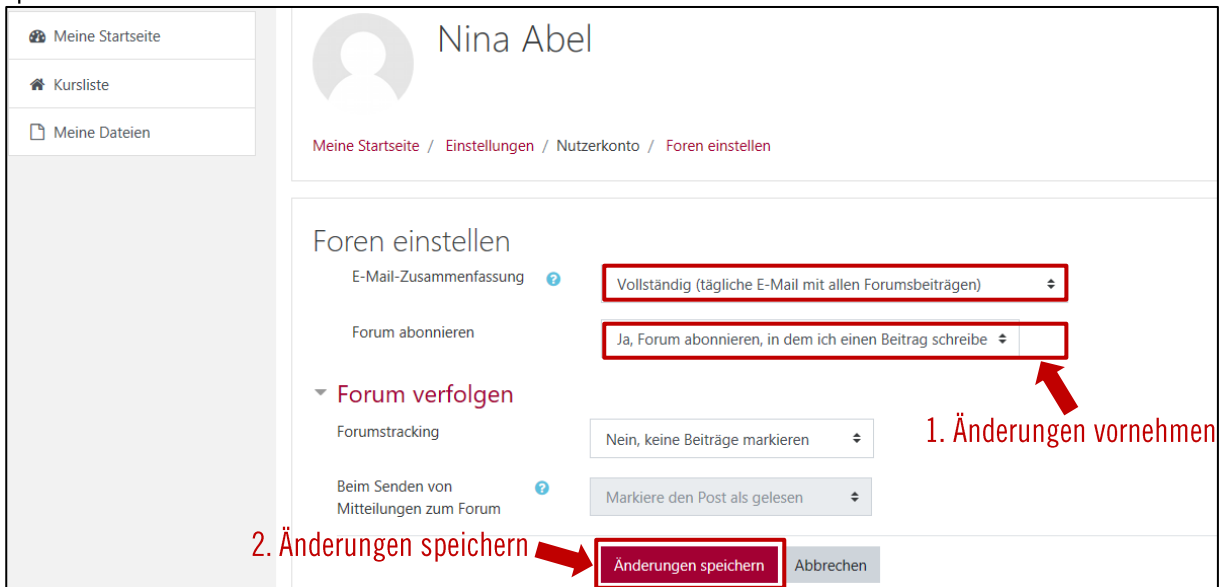 Meine Startseite
Kursliste
Meine Dateien
Nina Abel
Meine Startseite / Einstellungen / Nutzerkonto / Foren einstellen
Foren einstellen
E-Mail-Zusammenfassung ? Vollständig (tägliche E-Mail mit allen Forumsbeiträgen)
Forum abonnieren Ja, Forum abonnieren, in dem ich einen Beitrag schreibe
Forum verfolgen
1. Änderungen vornehmen
Forumstracking Nein, keine Beiträge markieren
Beim Senden von
Mitteilungen zum Forum ? Markiere den Post als gelesen
2. Änderungen speichern
Änderungen speichern Abbrechen